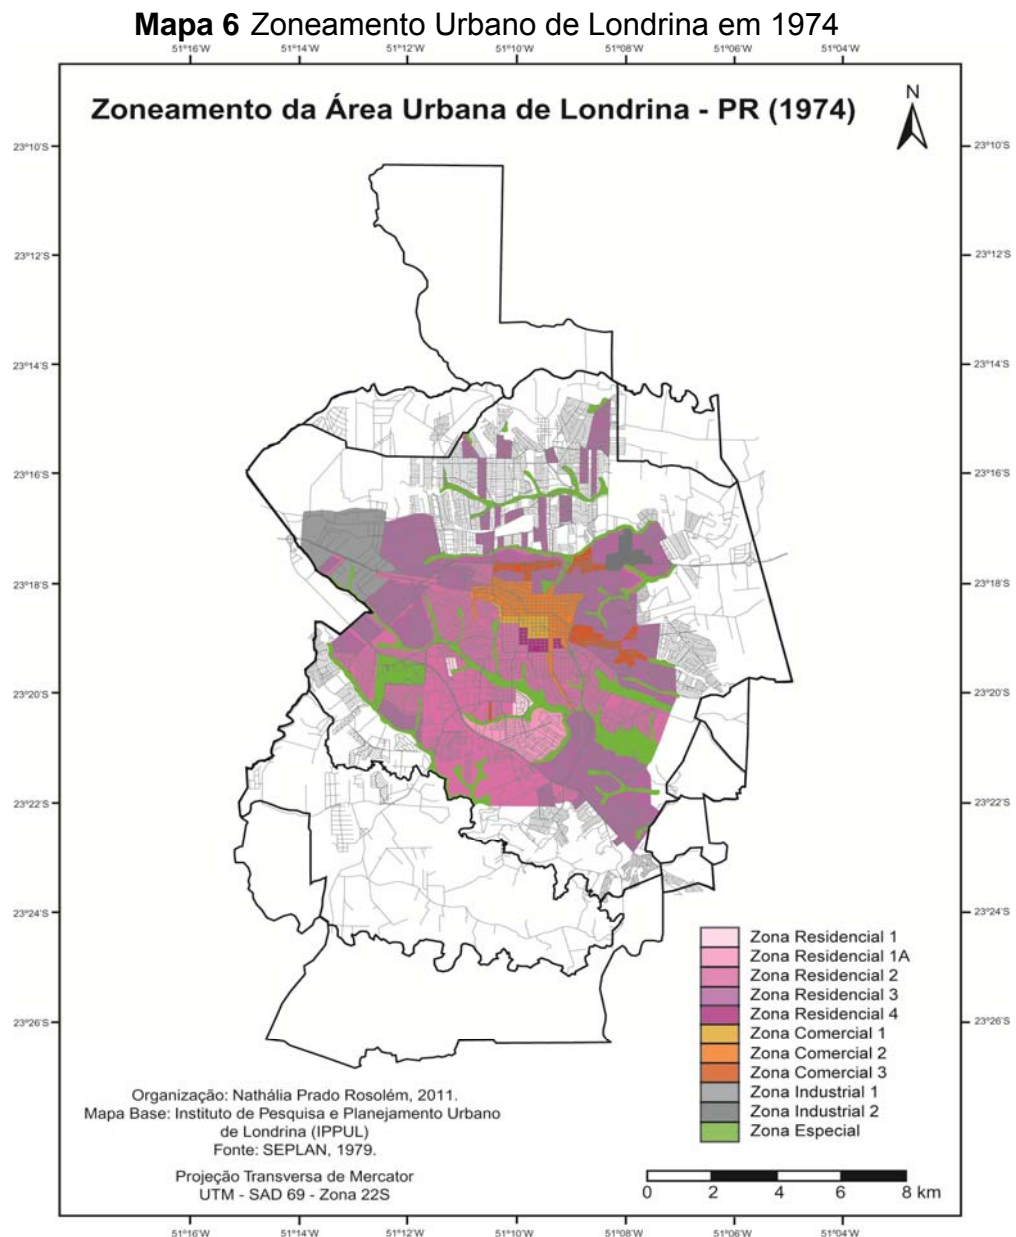 Mapa 6 Zoneamento Urbano de Londrina em 1974
51°16'W 51°14'W 51°12'W 51°10'W 51°08'W 51°06'W 51°04'W
Zoneamento da Área Urbana de Londrina - PR (1974)
N
23°10'S 23°10'S
23°12'S 23°12'S
23°14'S 23°14'S
23°16'S 23°16'S
23°18'S 23°18'S
23°20'S 23°20'S
23°22'S 23°22'S
23°24'S 23°24'S
23°26'S 23°26'S
Zona Residencial 1
Zona Residencial 1A
Zona Residencial 2
Zona Residencial 3
Zona Residencial 4
Zona Comercial 1
Zona Comercial 2
Zona Comercial 3
Zona Industrial 1
Zona Industrial 2
Zona Especial
Organização: Nathália Prado Rosolém, 2011.
Mapa Base: Instituto de Pesquisa e Planejamento Urbano
de Londrina (IPPUL)
Fonte: SEPLAN, 1979.
Projeção Transversa de Mercator
UTM - SAD 69 - Zona 22S
0 2 4 6 8 km
51°16'W 51°14'W 51°12'W 51°10'W 51°08'W 51°06'W 51°04'W